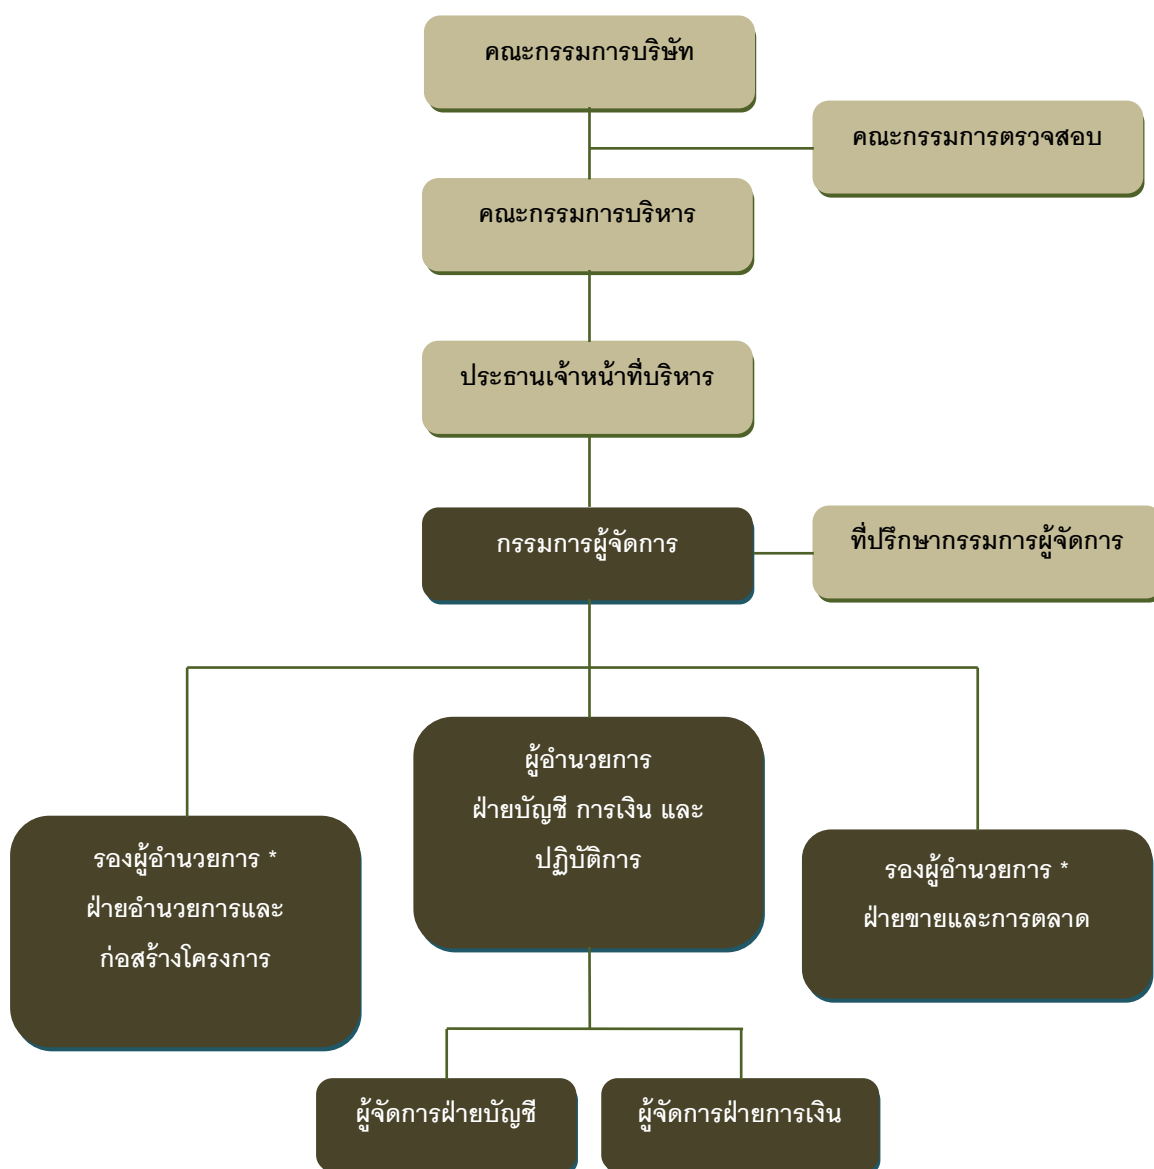 คณะกรรมการบริษัท
คณะกรรมการตรวจสอบ
คณะกรรมการบริหาร
ประธานเจ้าหน้าที่บริหาร
กรรมการผู้จัดการ
ที่ปรึกษากรรมการผู้จัดการ
รองผู้อำนวยการ *
ฝ่ายอำนวยการและ
ก่อสร้างโครงการ
ผู้อำนวยการ
ฝ่ายบัญชี การเงิน และ
ปฏิบัติการ
รองผู้อำนวยการ *
ฝ่ายขายและการตลาด
ผู้จัดการฝ่ายบัญชี
ผู้จัดการฝ่ายการเงิน